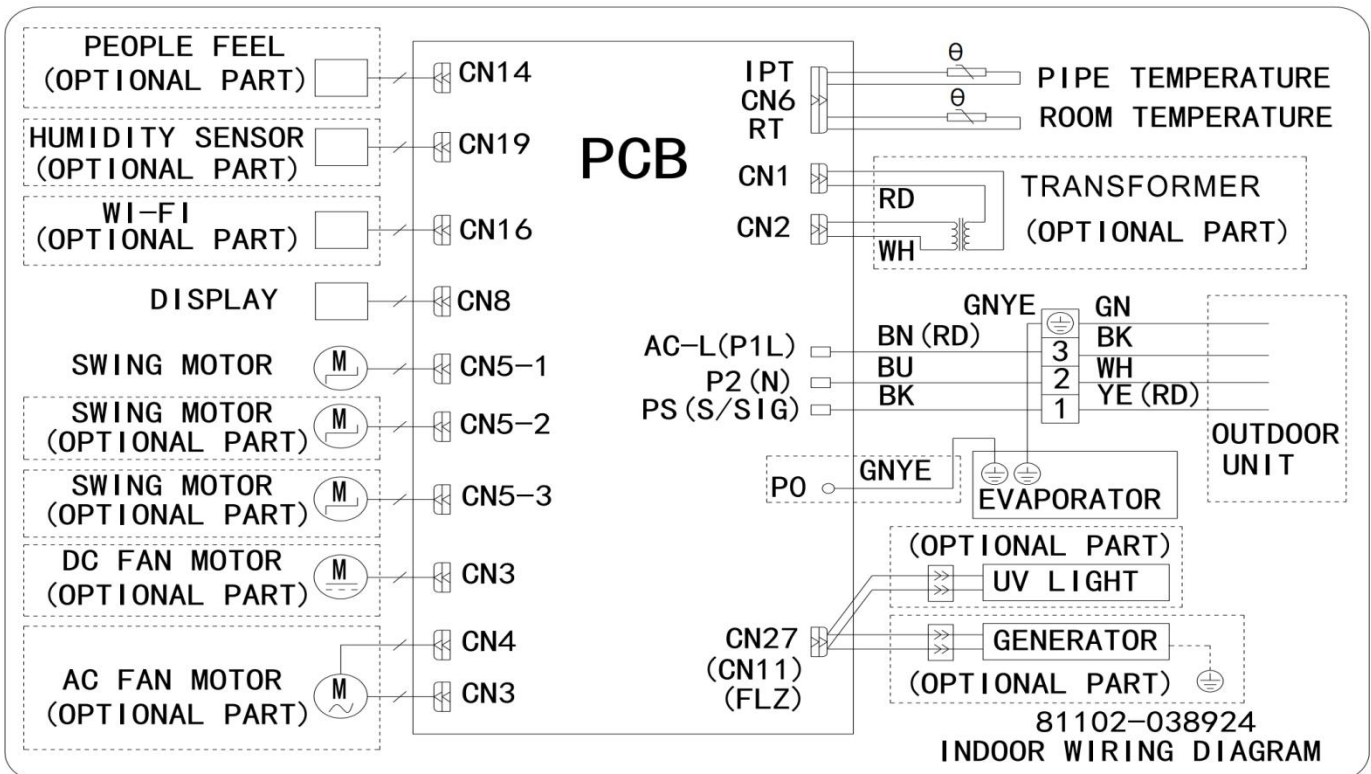 PEOPLE FEEL
(OPTIONAL PART)
CN14
HUMIDITY SENSOR
(OPTIONAL PART)
CN19
WI-FI
(OPTIONAL PART)
CN16
DISPLAY
CN8
SWING MOTOR
M
CN5-1
SWING MOTOR
(OPTIONAL PART)
M
CN5-2
SWING MOTOR
(OPTIONAL PART)
M
CN5-3
DC FAN MOTOR
(OPTIONAL PART)
M
CN3
AC FAN MOTOR
(OPTIONAL PART)
M
CN4
CN3
PCB
IPT
CN6
RT
θ
PIPE TEMPERATURE
θ
ROOM TEMPERATURE
CN1
CN2
RD
WH
TRANSFORMER
(OPTIONAL PART)
AC-L(P1L)
P2(N)
PS(S/SIG)
BN(RD)
BU
BK
GNYE
3
2
1
GN
BK
WH
YE(RD)
OUTDOOR
UNIT
P0
GNYE
EVAPORATOR
(OPTIONAL PART)
UV LIGHT
CN27
(CN11)
(FLZ)
GENERATOR
(OPTIONAL PART)
81102-038924
INDOOR WIRING DIAGRAM